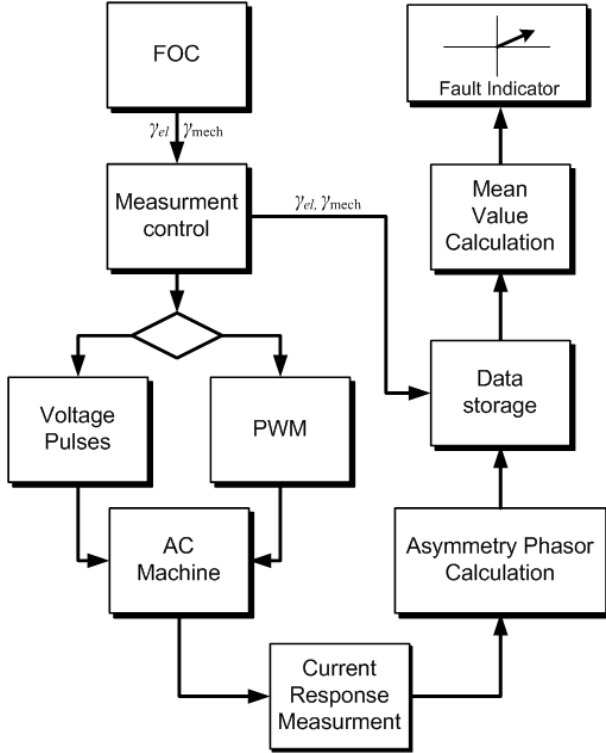 FOC
γel γmech
Measurment
control
γel, γmech
Voltage
Pulses
PWM
AC
Machine
Current
Response
Measurment
Asymmetry Phasor
Calculation
Data
storage
Mean
Value
Calculation
Fault Indicator